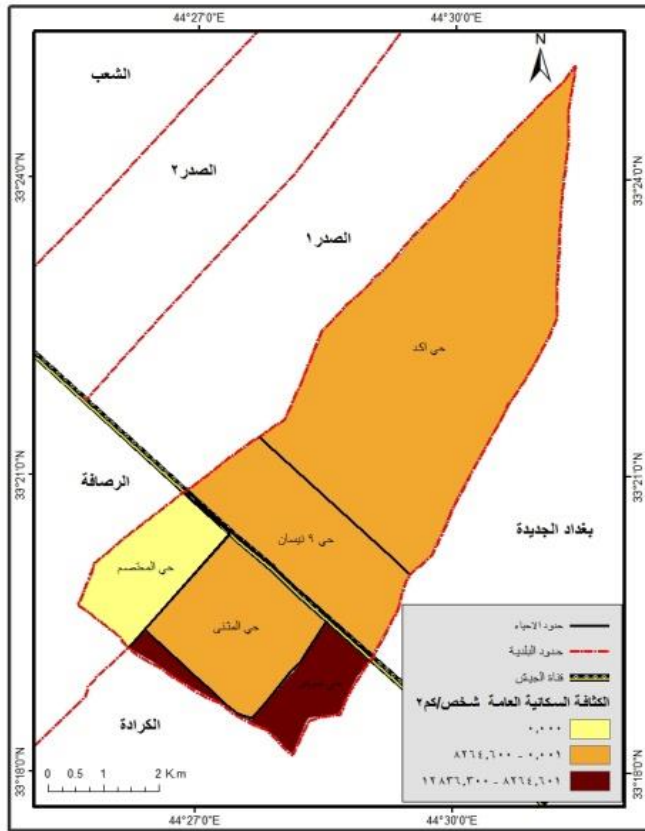 44°27'0"E
44°30'0"E
N
الشعب
33°24'0"N
33°24'0"N
الصدر٢
الصدر١
حي اكد
33°21'0"N
33°21'0"N
الرصافة
بغداد الجديدة
حي ٩ نيسان
حي المعتصم
حي المثنى
حدود الاحياء
حدود البلدية
قناة الجيش
الكثافة السكانية العامة شخص/كم٢
٠,٠٠٠
٨٢٦٤,٦٠٠ - ٠,٠٠١
١٢٨٣٦,٣٠٠ - ٨٢٦٤,٦٠١
الكرادة
0 0.5 1 2 K.m
33°18'0"N
33°18'0"N
44°27'0"E
44°30'0"E